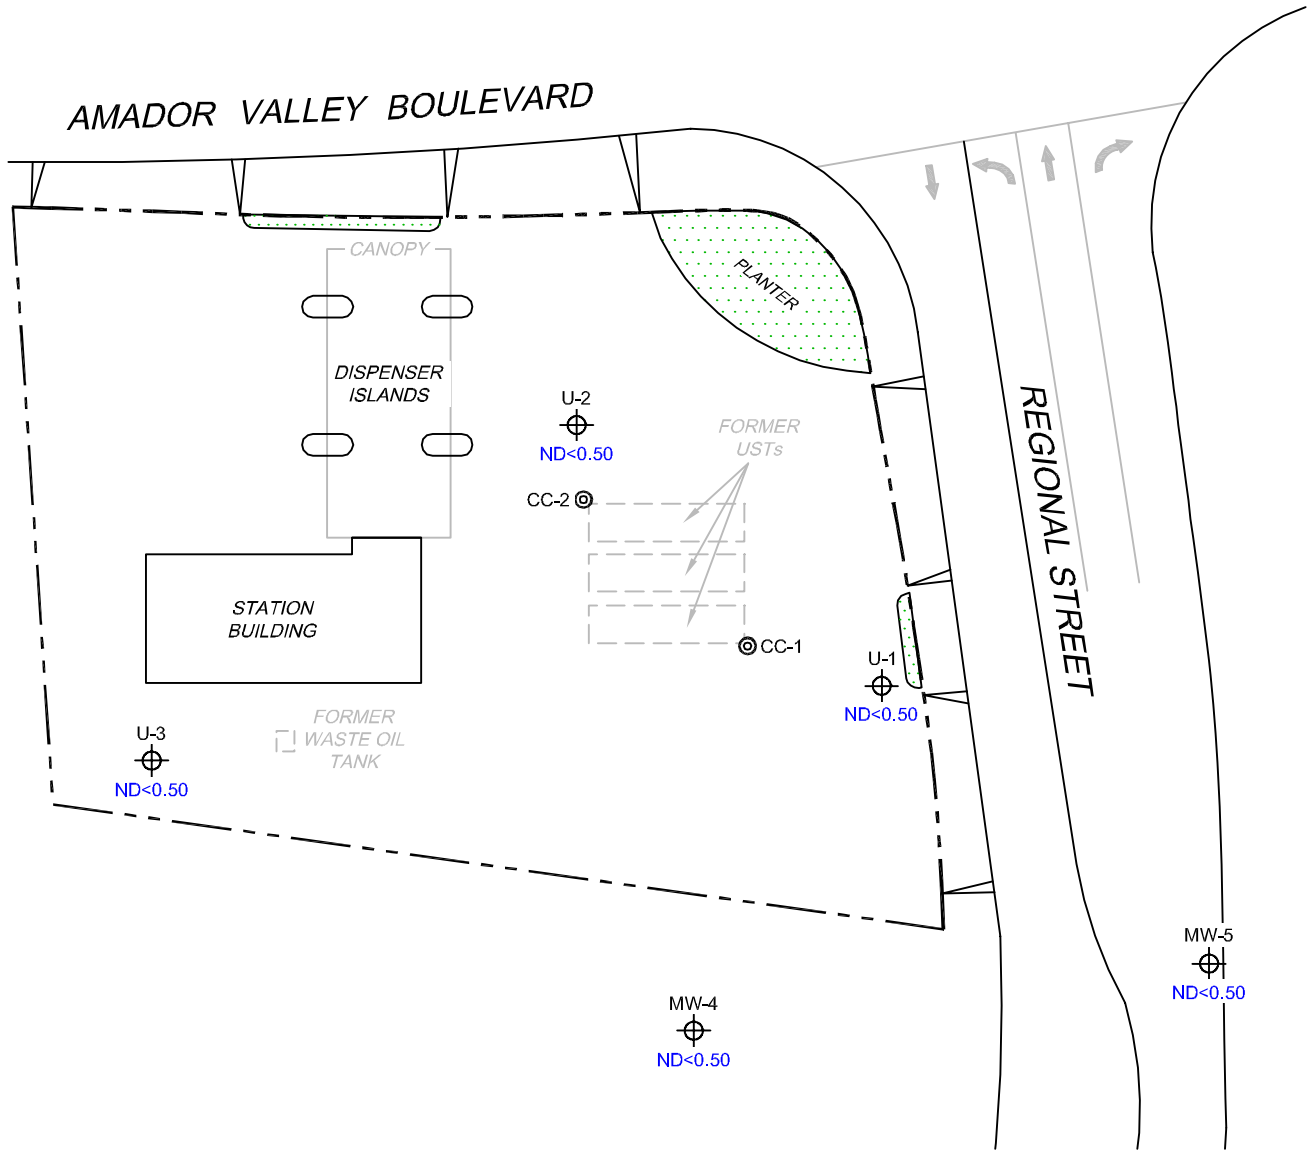 AMADOR VALLEY BOULEVARD
CANOPY
PLANTER
DISPENSER
ISLANDS
U-2
ND<0.50
FORMER
USTs
REGIONAL STREET
CC-2
STATION
BUILDING
CC-1
U-1
ND<0.50
FORMER
WASTE OIL
TANK
U-3
ND<0.50
MW-5
ND<0.50
MW-4
ND<0.50